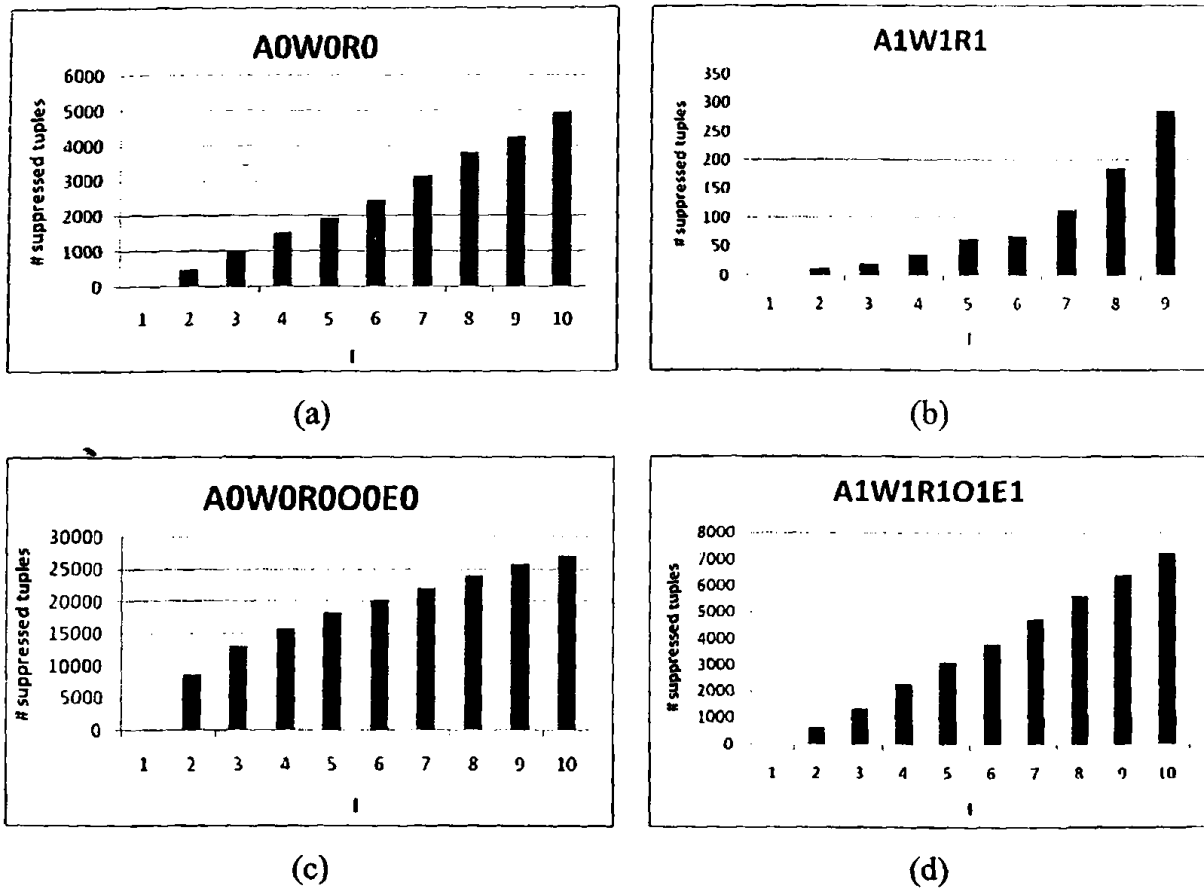 A0W0R0
# suppressed tuples
6000
5000
4000
3000
2000
1000
0
1 2 3 4 5 6 7 8 9 10
l
(a)
A1W1R1
# suppressed tuples
350
300
250
200
150
100
50
0
1 2 3 4 5 6 7 8 9
l
(b)
A0W0R0O0E0
# suppressed tuples
30000
25000
20000
15000
10000
5000
0
1 2 3 4 5 6 7 8 9 10
l
(c)
A1W1R1O1E1
# suppressed tuples
8000
7000
6000
5000
4000
3000
2000
1000
0
1 2 3 4 5 6 7 8 9 10
l
(d)